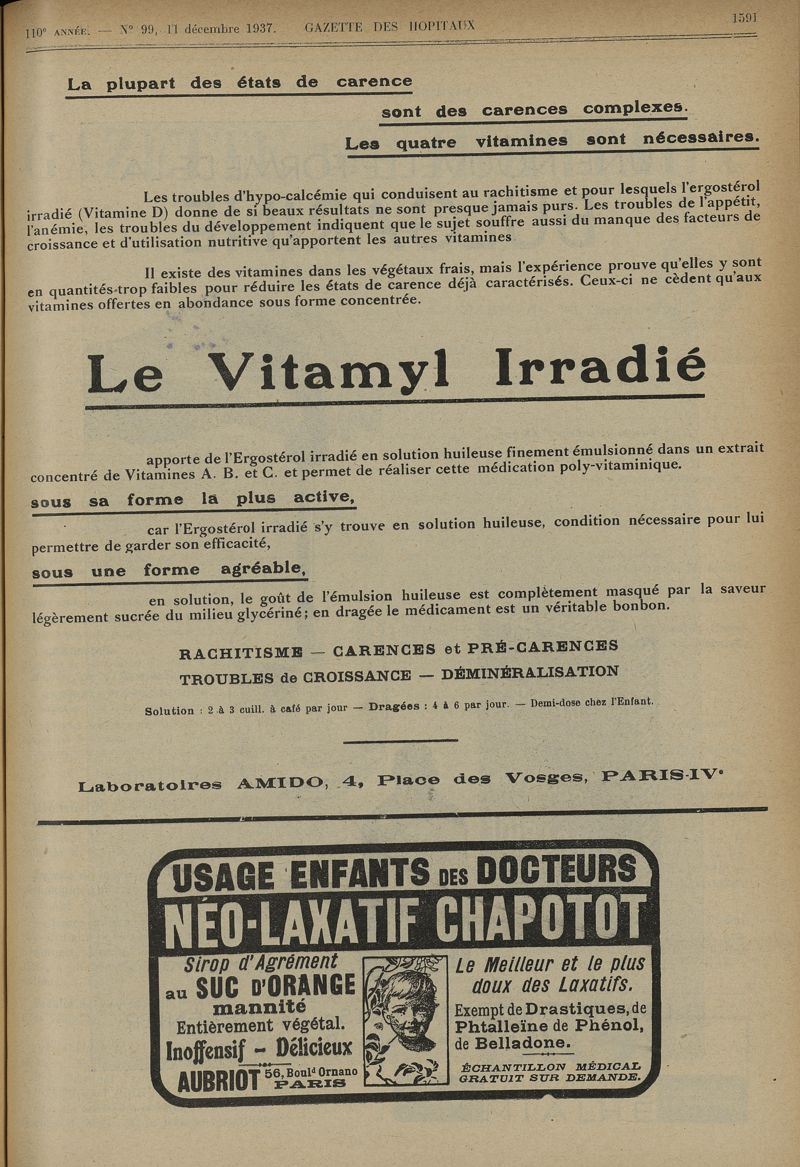 110e ANNÉE. — No 99, 11 décembre 1937. GAZETTE DES HOPITAUX 1591
La plupart des états de carence
sont des carences complexes.
Les quatre vitamines sont nécessaires.
Les troubles d'hypo-calcémie qui conduisent au rachitisme et pour lesquels l'ergostérol
irradié (Vitamine D) donne de si beaux résultats ne sont presque jamais purs. Les troubles de l'appétit,
l'anémie, les troubles du développement indiquent que le sujet souffre aussi du manque des facteurs de
croissance et d'utilisation nutritive qu'apportent les autres vitamines
Il existe des vitamines dans les végétaux frais, mais l'expérience prouve qu'elles y sont
en quantités-trop faibles pour réduire les états de carence déjà caractérisés. Ceux-ci ne cèdent qu'aux
vitamines offertes en abondance sous forme concentrée.
Le Vitamyl Irradié
apporte de l'Ergostérol irradié en solution huileuse finement émulsionné dans un extrait
concentré de Vitamines A. B. et C. et permet de réaliser cette médication poly-vitaminique.
sous sa forme la plus active,
car l'Ergostérol irradié s'y trouve en solution huileuse, condition nécessaire pour lui
permettre de garder son efficacité,
sous une forme agréable,
en solution, le goût de l'émulsion huileuse est complètement masqué par la saveur
légèrement sucrée du milieu glycériné; en dragée le médicament est un véritable bonbon.
RACHITISME — CARENCES et PRÉ-CARENCES
TROUBLES de CROISSANCE — DÉMINÉRALISATION
Solution : 2 à 3 cuill. à café par jour — Dragées : 4 à 6 par jour. — Demi-dose chez l'Enfant.
Laboratoires AMIDO, 4, Place des Vosges, PARIS-IVe
USAGE ENFANTS DES DOCTEURS
NÉO-LAXATIF CHAPOTOT
Sirop d'Agrément
au SUC D'ORANGE
mannité
Entièrement végétal.
Inoffensif - Délicieux
AUBRIOT 56, Bould Ornano
PARIS
Le Meilleur et le plus
doux des Laxatifs.
Exempt de Drastiques, de
Phtalleïne de Phénol,
de Belladone.
ÉCHANTILLON MÉDICAL
GRATUIT SUR DEMANDE.